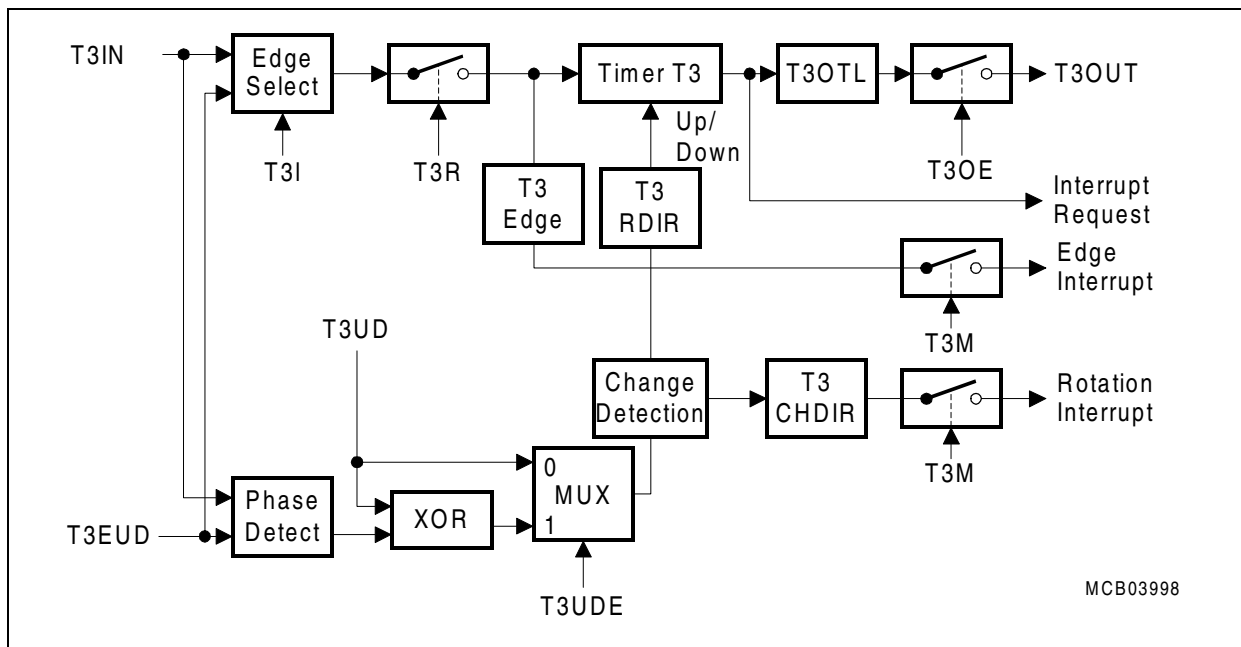 T3IN
Edge
Select
Timer T3
T3OTL
T3OUT
Up/
Down
T3I
T3R
T3OE
T3
Edge
T3
RDIR
Interrupt
Request
Edge
Interrupt
T3UD
T3M
Change
Detection
T3
CHDIR
Rotation
Interrupt
T3M
0
MUX
1
Phase
Detect
XOR
T3EUD
T3UDE
MCB03998